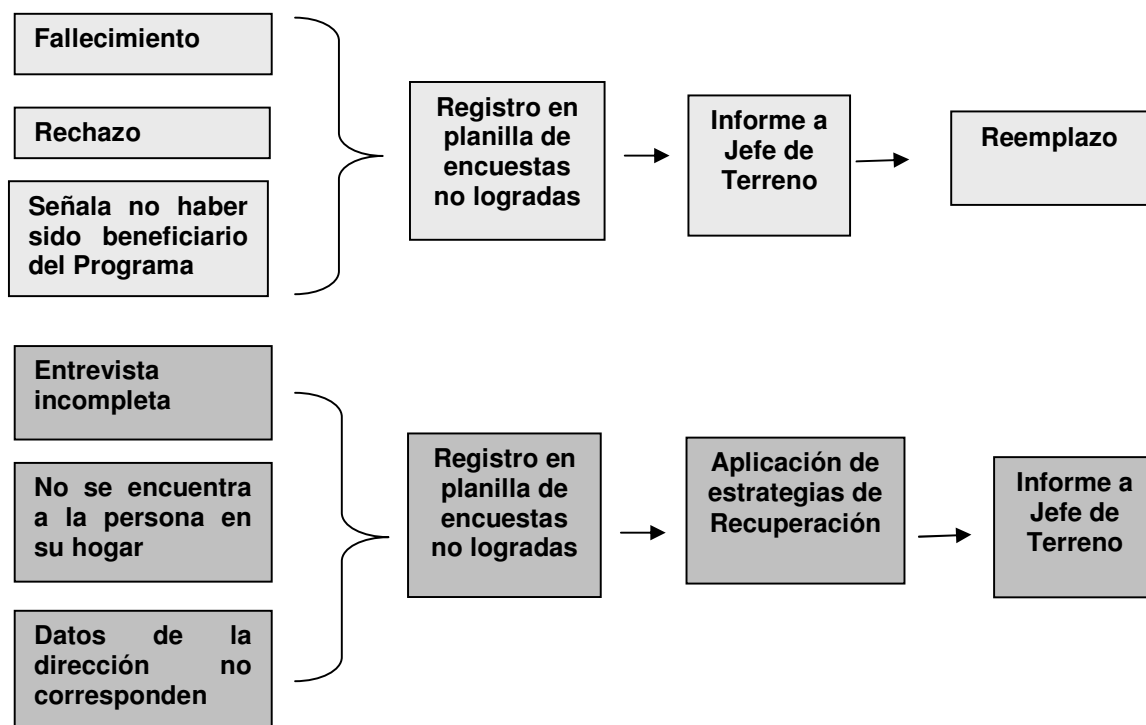 Fallecimiento
Rechazo
Señala no haber
sido beneficiario
del Programa
Registro en
planilla de
encuestas
no logradas
Informe a
Jefe de
Terreno
Reemplazo
Entrevista
incompleta
No se encuentra
a la persona en
su hogar
Datos de la
dirección no
corresponden
Registro en
planilla de
encuestas
no logradas
Aplicación de
estrategias de
Recuperación
Informe a
Jefe de
Terreno